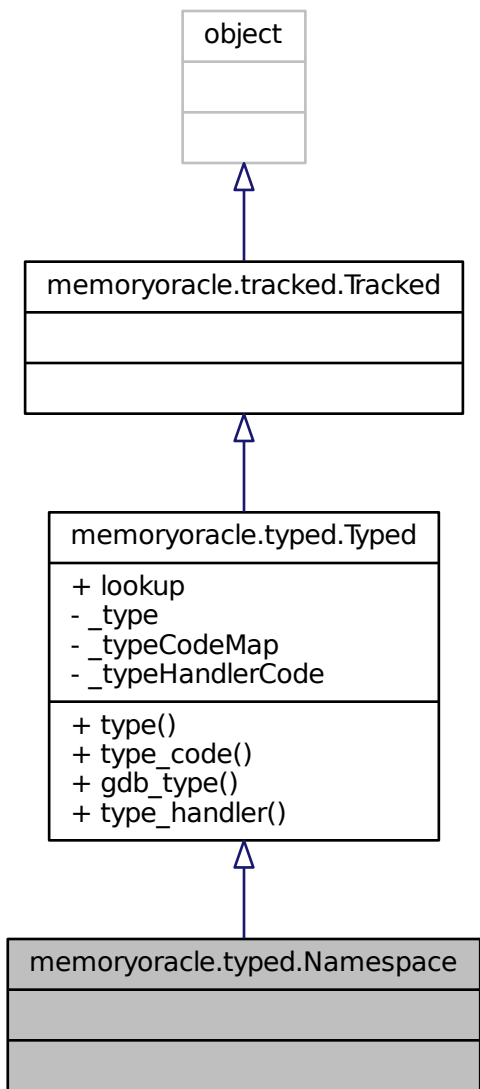 object
memoryoracle.tracked.Tracked
memoryoracle.typed.Typed
+ lookup
- _type
- _typeCodeMap
- _typeHandlerCode
+ type()
+ type_code()
+ gdb_type()
+ type_handler()
memoryoracle.typed.Namespace